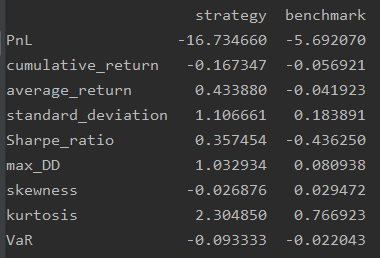 strategy benchmark
PnL -16.734660 -5.692070
cumulative_return -0.167347 -0.056921
average_return 0.433880 -0.041923
standard_deviation 1.106661 0.183891
Sharpe_ratio 0.357454 -0.436250
max_DD 1.032934 0.080938
skewness -0.026876 0.029472
kurtosis 2.304850 0.766923
VaR -0.093333 -0.022043